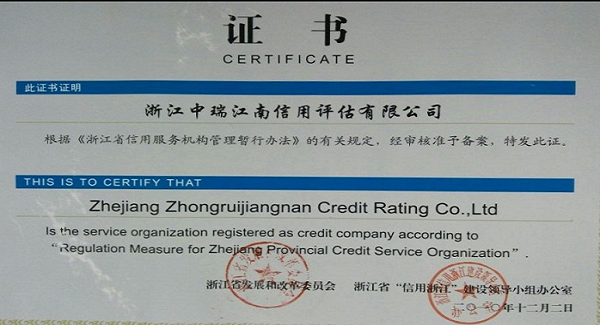 证 书
CERTIFICATE
此证书证明
浙江中瑞江南信用评估有限公司
根据《浙江省信用服务机构管理暂行办法》的有关规定，经审核准予备案，特发此证。
THIS IS TO CERTIFY THAT
Zhejiang Zhongruijiangnan Credit Rating Co.,Ltd
Is the service organization registered as credit company according to
“Regulation Measure for Zhejiang Provincial Credit Service Organization”.
浙江省发展和改革委员会 浙江省“信用浙江”建设领导小组办公室
二〇一〇年十二月二日